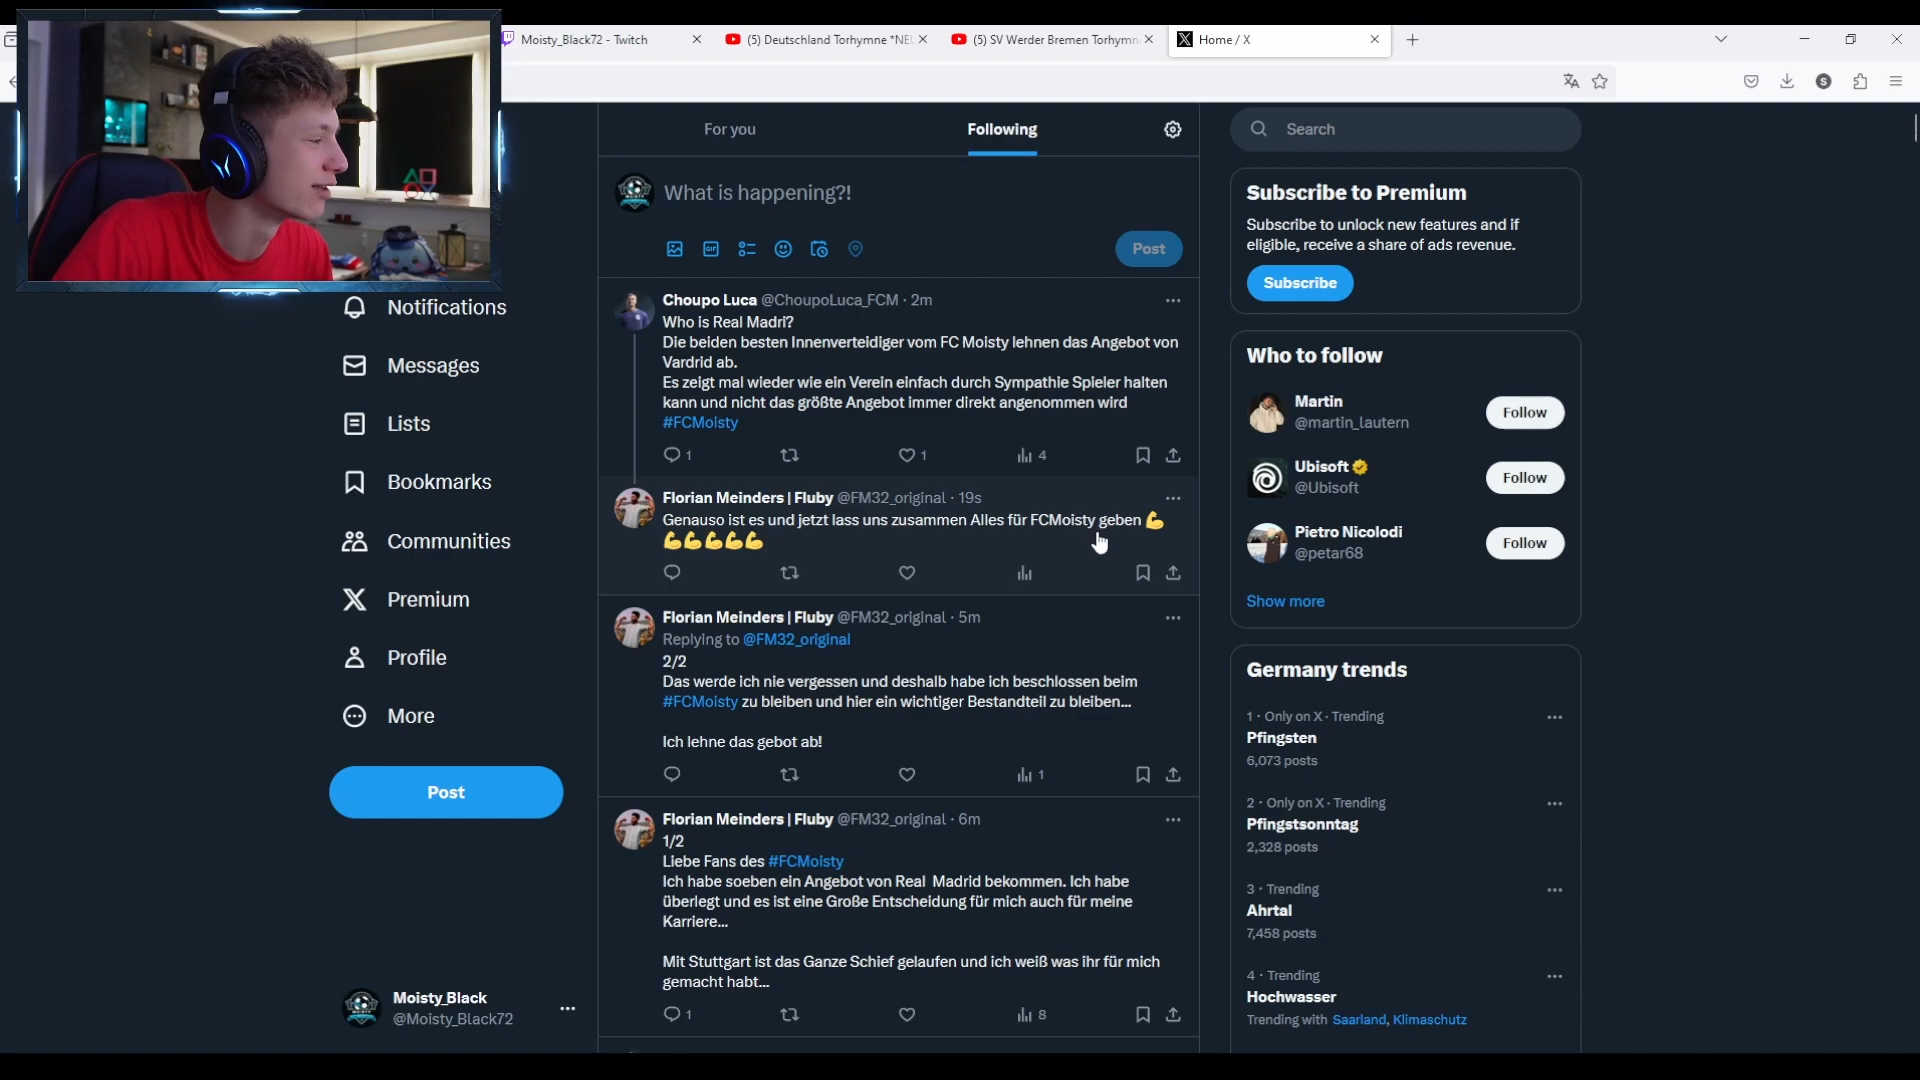 Moisty_Black72 - Twitch
(5) Deutschland Torhymne *NEU
(5) SV Werder Bremen Torhymn
Home / X
For you
Following
Search
What is happening?!
GIF
Post
Subscribe to Premium
Subscribe to unlock new features and if
eligible, receive a share of ads revenue.
Subscribe
Notifications
Messages
Lists
Bookmarks
Communities
Premium
Profile
More
Post
Moisty_Black
@Moisty_Black72
Choupo Luca @ChoupoLuca_FCM · 2m
Who is Real Madri?
Die beiden besten Innenverteidiger vom FC Moisty lehnen das Angebot von
Vardrid ab.
Es zeigt mal wieder wie ein Verein einfach durch Sympathie Spieler halten
kann und nicht das größte Angebot immer direkt angenommen wird
#FCMoisty
1
1
4
Florian Meinders | Fluby @FM32_original · 19s
Genauso ist es und jetzt lass uns zusammen Alles für FCMoisty geben 💪
💪💪💪💪💪
Florian Meinders | Fluby @FM32_original · 5m
Replying to @FM32_original
2/2
Das werde ich nie vergessen und deshalb habe ich beschlossen beim
#FCMoisty zu bleiben und hier ein wichtiger Bestandteil zu bleiben...
Ich lehne das gebot ab!
1
Florian Meinders | Fluby @FM32_original · 6m
1/2
Liebe Fans des #FCMoisty
Ich habe soeben ein Angebot von Real Madrid bekommen. Ich habe
überlegt und es ist eine Große Entscheidung für mich auch für meine
Karriere...
Mit Stuttgart ist das Ganze Schief gelaufen und ich weiß was ihr für mich
gemacht habt...
1
8
Who to follow
Martin
@martin_lautern
Follow
Ubisoft
@Ubisoft
Follow
Pietro Nicolodi
@petar68
Follow
Show more
Germany trends
1 · Only on X · Trending
Pfingsten
6,073 posts
2 · Only on X · Trending
Pfingstsonntag
2,328 posts
3 · Trending
Ahrtal
7,458 posts
4 · Trending
Hochwasser
Trending with Saarland, Klimaschutz